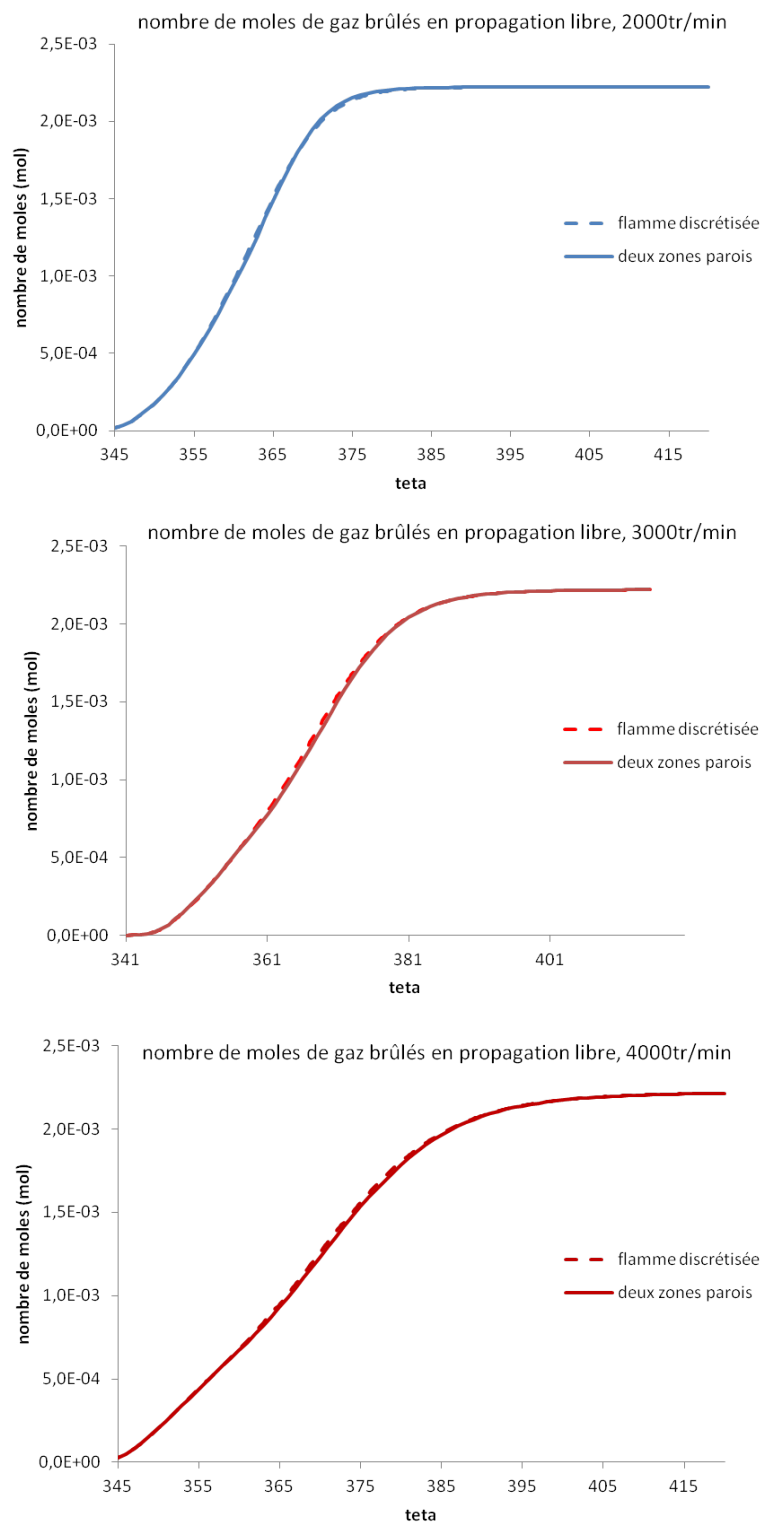 nombre de moles de gaz brûlés en propagation libre, 2000tr/min
2,5E-03
2,0E-03
1,5E-03
1,0E-03
5,0E-04
0,0E+00
nombre de moles (mol)
flamme discrétisée
deux zones parois
345 355 365 375 385 395 405 415
teta
nombre de moles de gaz brûlés en propagation libre, 3000tr/min
2,5E-03
2,0E-03
1,5E-03
1,0E-03
5,0E-04
0,0E+00
nombre de moles (mol)
flamme discrétisée
deux zones parois
341 361 381 401
teta
nombre de moles de gaz brûlés en propagation libre, 4000tr/min
2,5E-03
2,0E-03
1,5E-03
1,0E-03
5,0E-04
0,0E+00
nombre de moles (mol)
flamme discrétisée
deux zones parois
345 355 365 375 385 395 405 415
teta